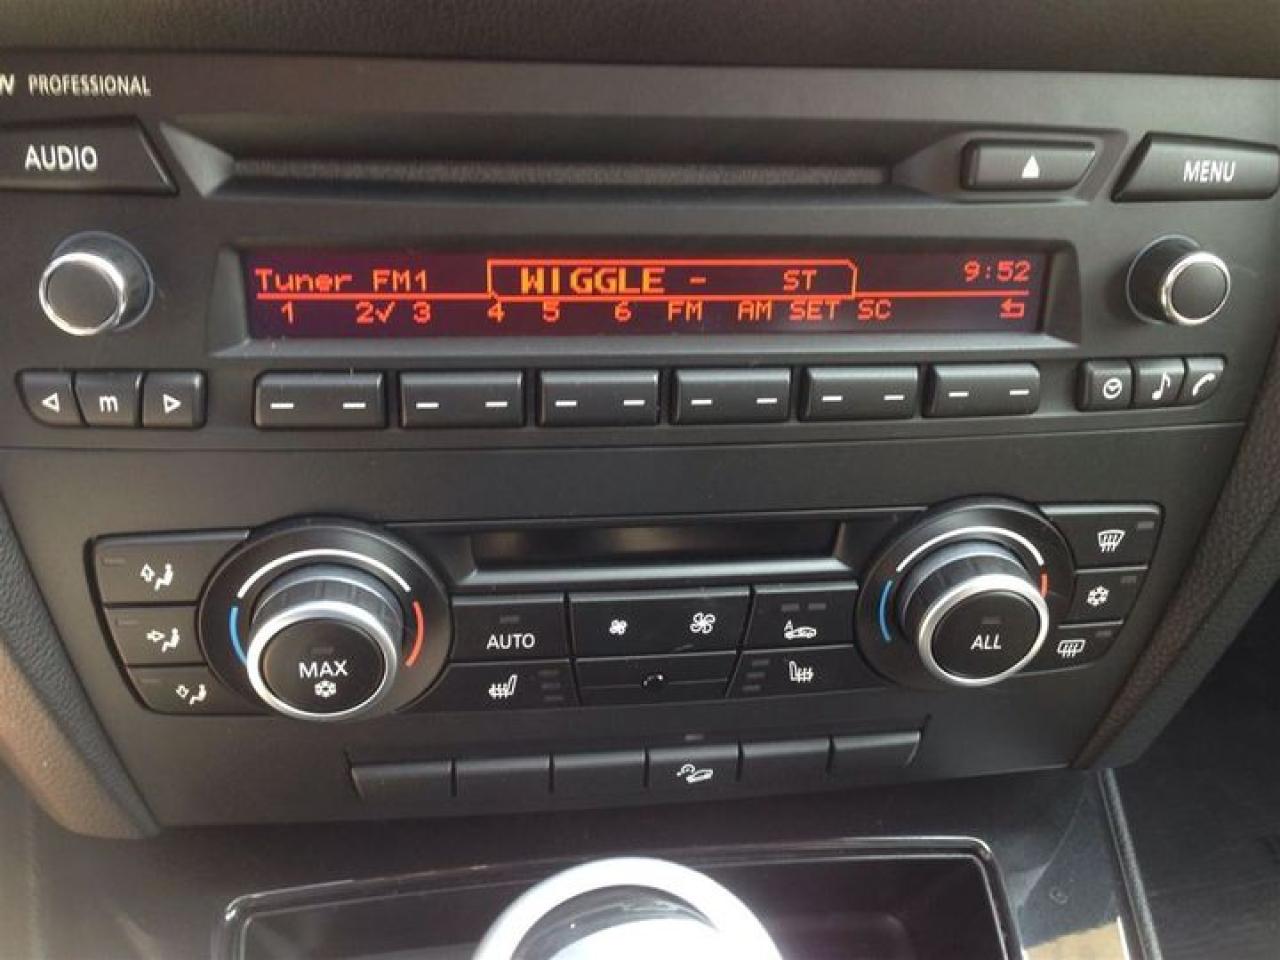 PROFESSIONAL
AUDIO
MENU
Tuner FM1 WIGGLE - ST 9:52
1 2✓ 3 4 5 6 FM AM SET SC
m
MAX
AUTO
A
ALL